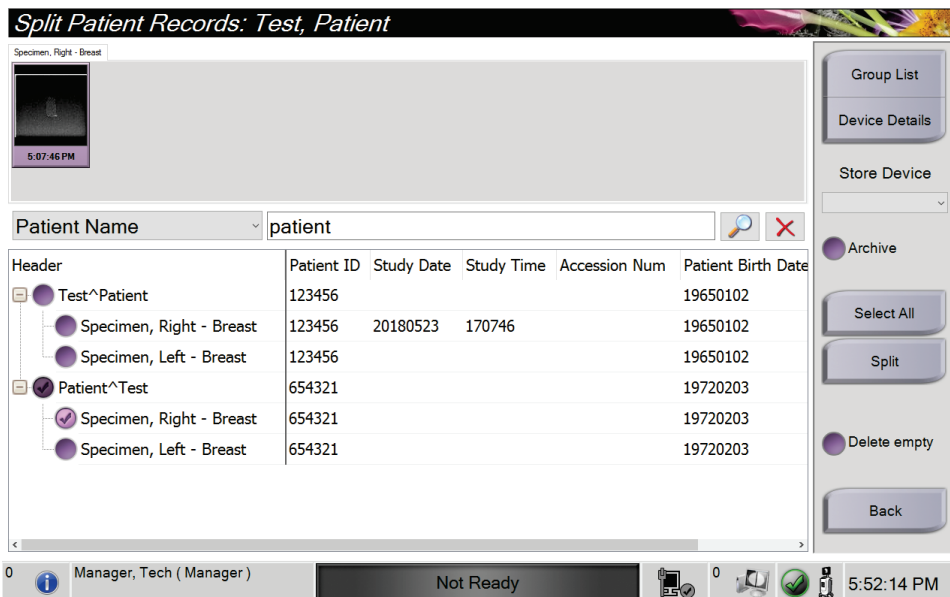 Split Patient Records: Test, Patient
Specimen, Right - Breast
5:07:46 PM
Group List
Device Details
Store Device
Patient Name patient
Archive
Header Patient ID Study Date Study Time Accession Num Patient Birth Date
Test^Patient 123456 19650102
Specimen, Right - Breast 123456 20180523 170746 19650102
Specimen, Left - Breast 123456 19650102
Patient^Test 654321 19720203
Specimen, Right - Breast 654321 19720203
Specimen, Left - Breast 654321 19720203
Select All
Split
Delete empty
Back
0 Manager, Tech ( Manager ) Not Ready 0 5:52:14 PM